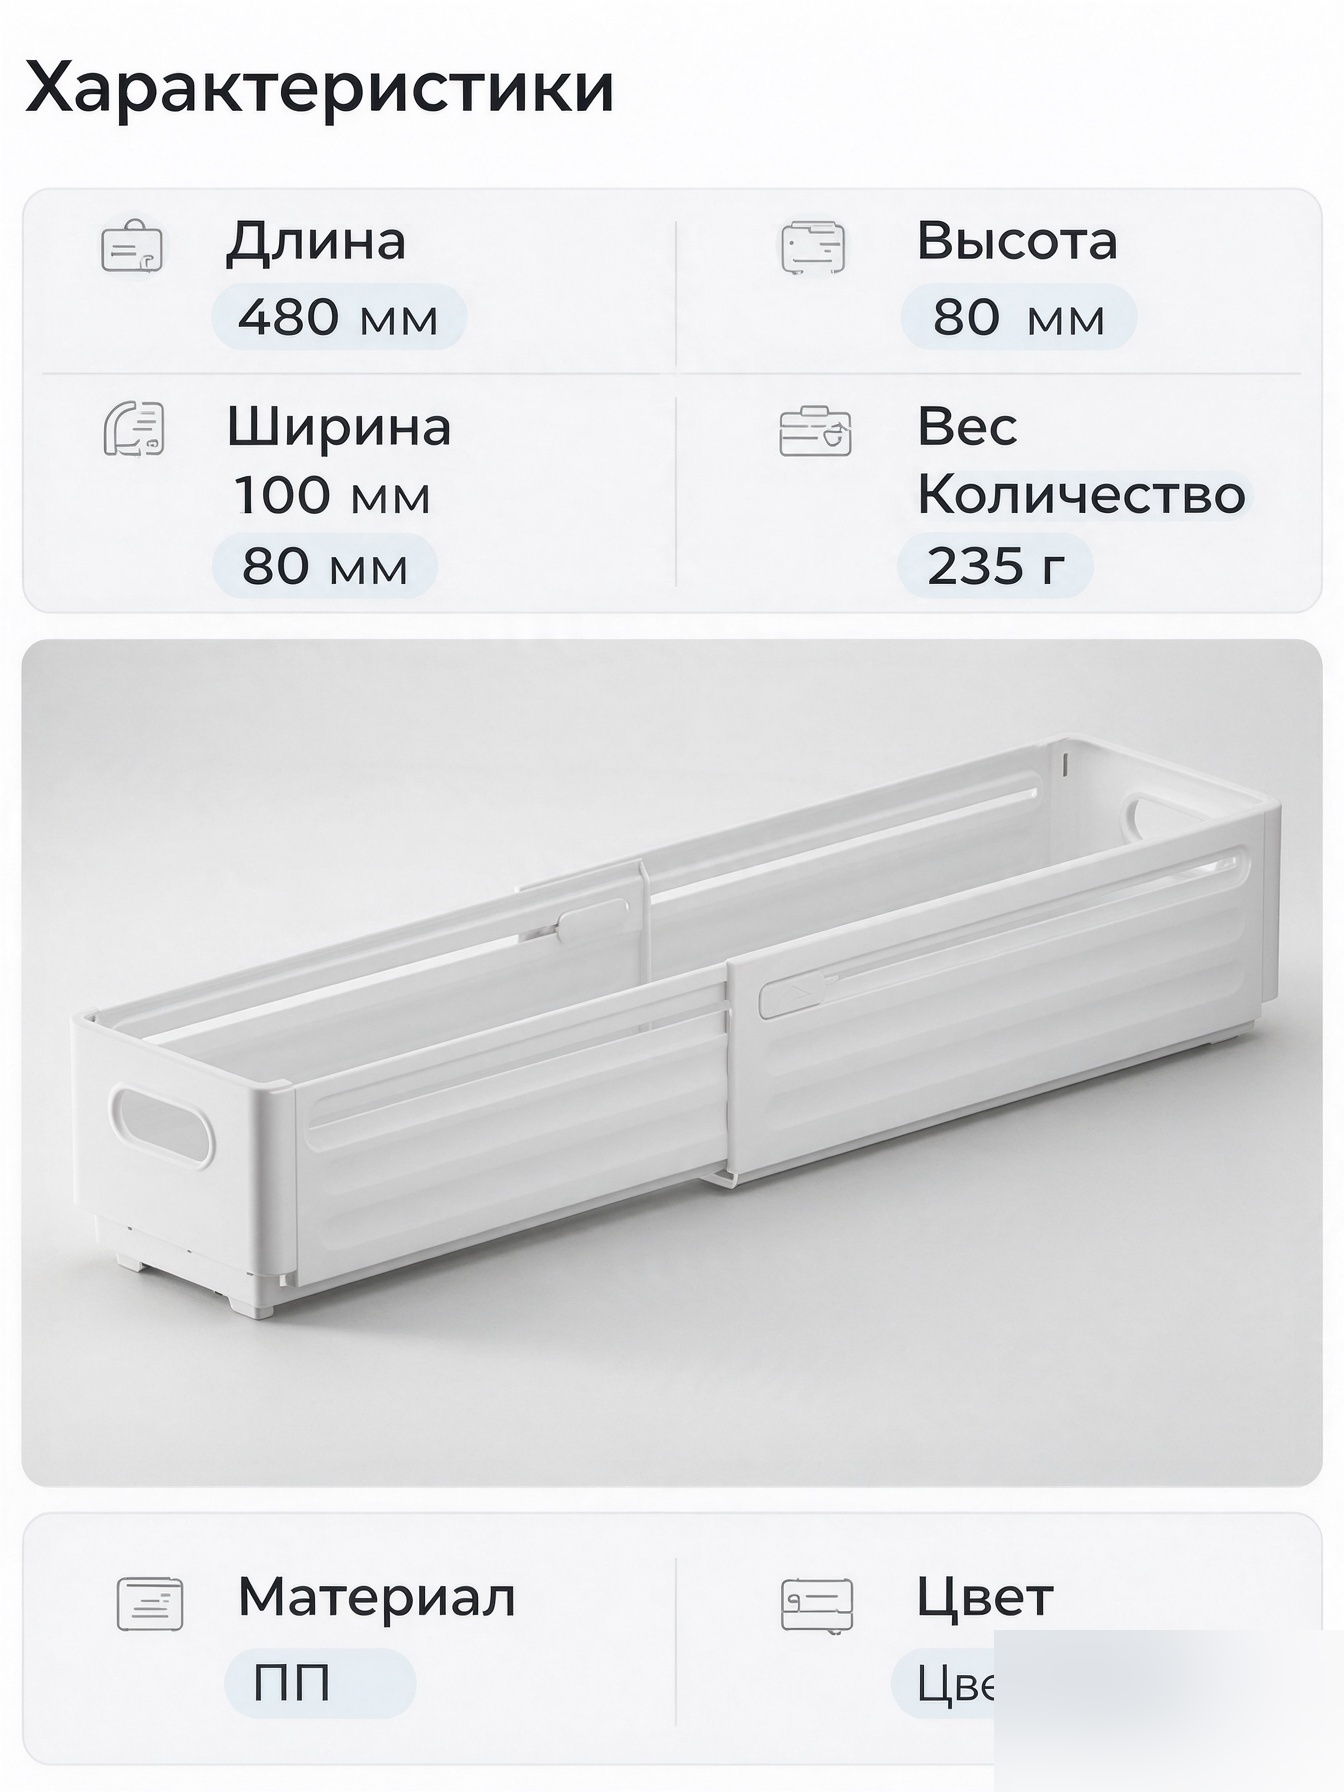 Характеристики
Длина
480 мм
Высота
80 мм
Ширина
100 мм
80 мм
Вес
Количество
235 г
Материал
ПП
Цвет